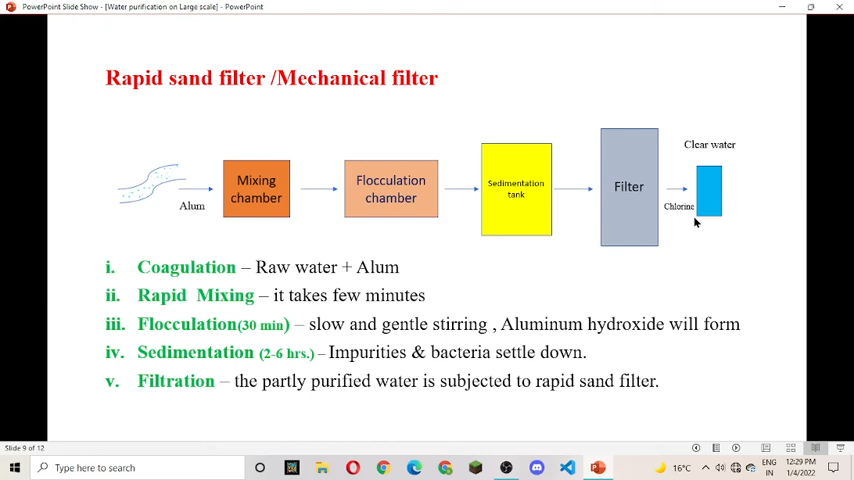 PowerPoint Slide Show - [Water purification on Large scale] - PowerPoint
Rapid sand filter /Mechanical filter
Clear water
Mixing
chamber
Flocculation
chamber
Sedimentation
tank
Filter
Alum
Chlorine
i. Coagulation – Raw water + Alum
ii. Rapid Mixing – it takes few minutes
iii. Flocculation(30 min) – slow and gentle stirring , Aluminum hydroxide will form
iv. Sedimentation (2-6 hrs.) – Impurities & bacteria settle down.
v. Filtration – the partly purified water is subjected to rapid sand filter.
Slide 9 of 12
Type here to search
16°C
ENG
IN
12:29 PM
1/4/2022